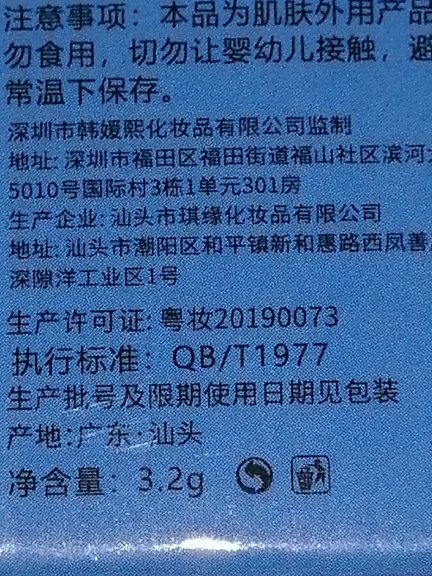 注意事项：本品为肌肤外用产品
勿食用，切勿让婴幼儿接触，避
常温下保存。
深圳市韩媛熙化妆品有限公司监制
地址：深圳市福田区福田街道福山社区滨河大
5010号国际村3栋1单元301房
生产企业：汕头市琪缘化妆品有限公司
地址：汕头市潮阳区和平镇新和惠路西凤善
深隙洋工业区1号
生产许可证：粤妆20190073
执行标准：QB/T1977
生产批号及限期使用日期见包装
产地：广东·汕头
净含量：3.2g